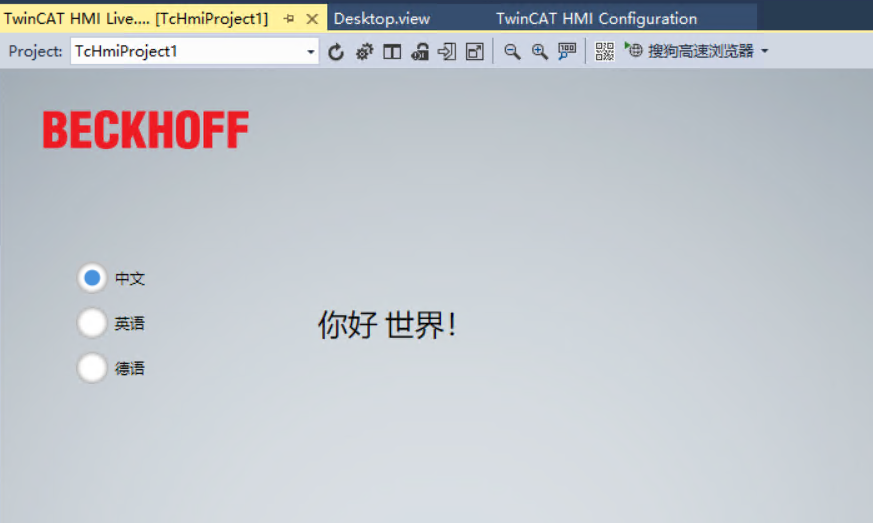 TwinCAT HMI Live.... [TcHmiProject1] Desktop.view TwinCAT HMI Configuration
Project: TcHmiProject1 100 搜狗高速浏览器
BECKHOFF
中文
英语
你好 世界!
德语